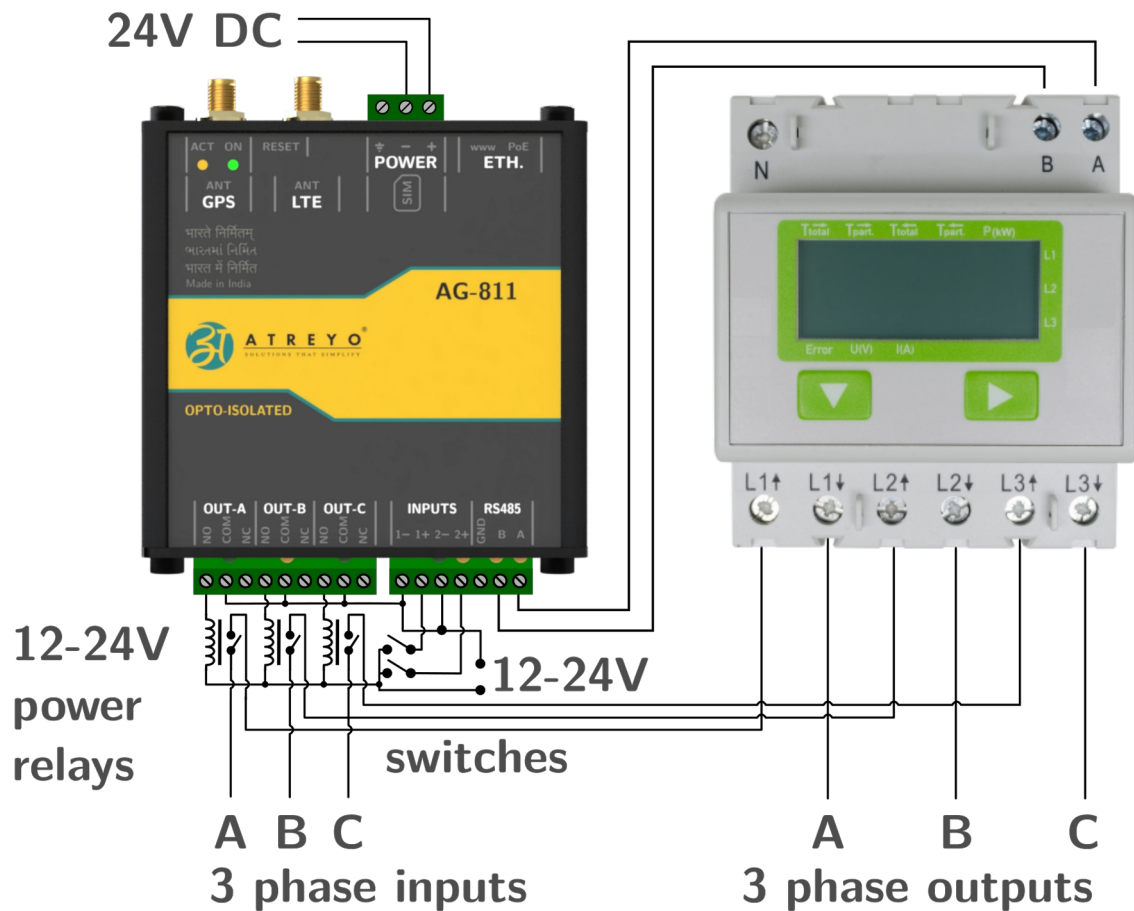 24V DC
ACT ON
RESET
⏚ − +
POWER
www PoE
ETH.
ANT
GPS
ANT
LTE
SIM
भारते निर्मितम्
ભારતમાં નિર્મિત
भारत में निर्मित
Made in India
AG-811
अ
ATREYO®
SOLUTIONS THAT SIMPLIFY
OPTO-ISOLATED
OUT-A OUT-B OUT-C INPUTS RS485
NO COM NC NO COM NC NO COM NC 1− 1+ 2− 2+ GND B A
N B A
Ttotal Tpart. Ttotal Tpart. P(kW)
L1
L2
L3
Error U(V) I(A)
L1↑ L1↓ L2↑ L2↓ L3↑ L3↓
12-24V
power
relays
12-24V
switches
A B C
3 phase inputs
A B C
3 phase outputs